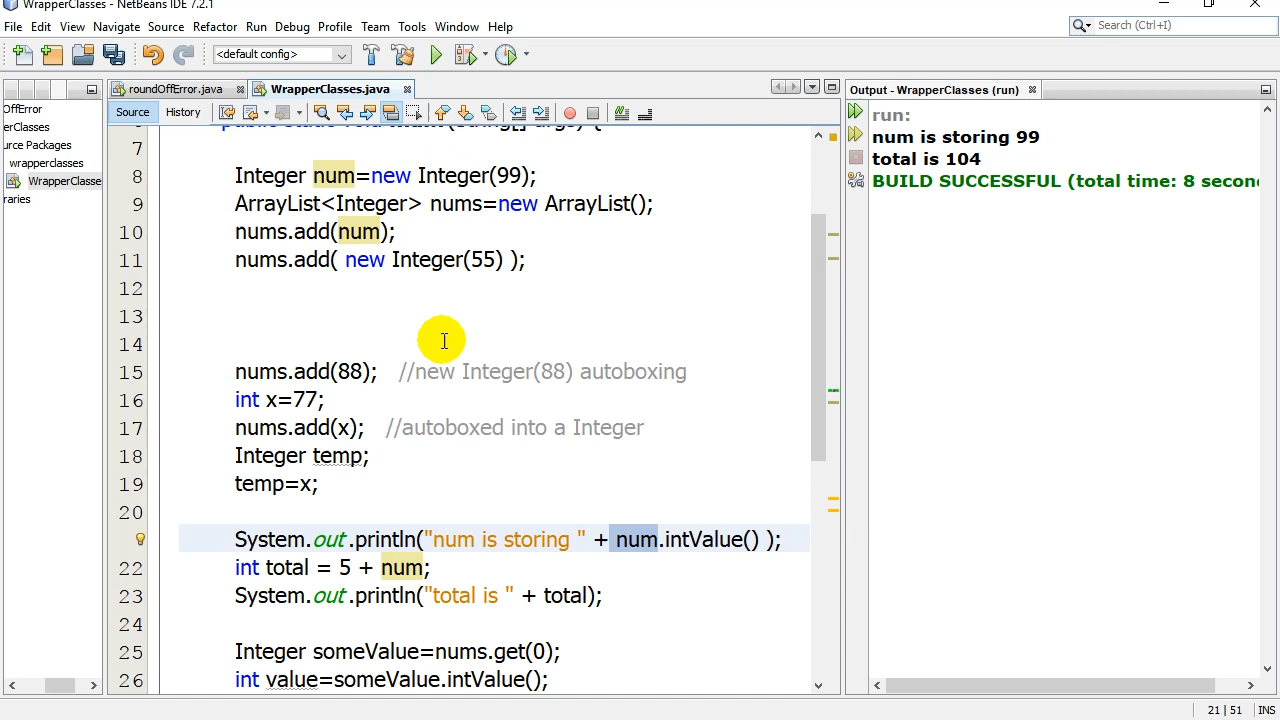 WrapperClasses - NetBeans IDE 7.2.1
File Edit View Navigate Source Refactor Run Debug Profile Team Tools Window Help
Search (Ctrl+I)
<default config>
roundOffError.java
WrapperClasses.java
Output - WrapperClasses (run)
Source History
OffError
erClasses
urce Packages
wrapperclasses
WrapperClasse
raries
7
8 Integer num=new Integer(99);
9 ArrayList<Integer> nums=new ArrayList();
10 nums.add(num);
11 nums.add( new Integer(55) );
12
13
14
15 nums.add(88); //new Integer(88) autoboxing
16 int x=77;
17 nums.add(x); //autoboxed into a Integer
18 Integer temp;
19 temp=x;
20
System.out.println("num is storing " + num.intValue() );
22 int total = 5 + num;
23 System.out.println("total is " + total);
24
25 Integer someValue=nums.get(0);
26 int value=someValue.intValue();
run:
num is storing 99
total is 104
BUILD SUCCESSFUL (total time: 8 secon
21 | 51 INS